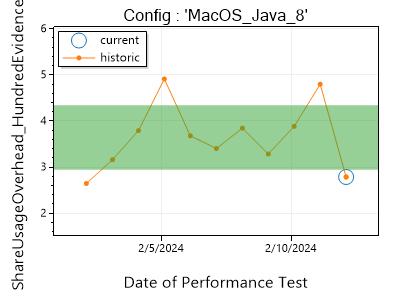 Config : 'MacOS_Java_8'
current
historic
6
5
4
3
2
ShareUsageOverhead_HundredEvidence
2/5/2024
2/10/2024
Date of Performance Test